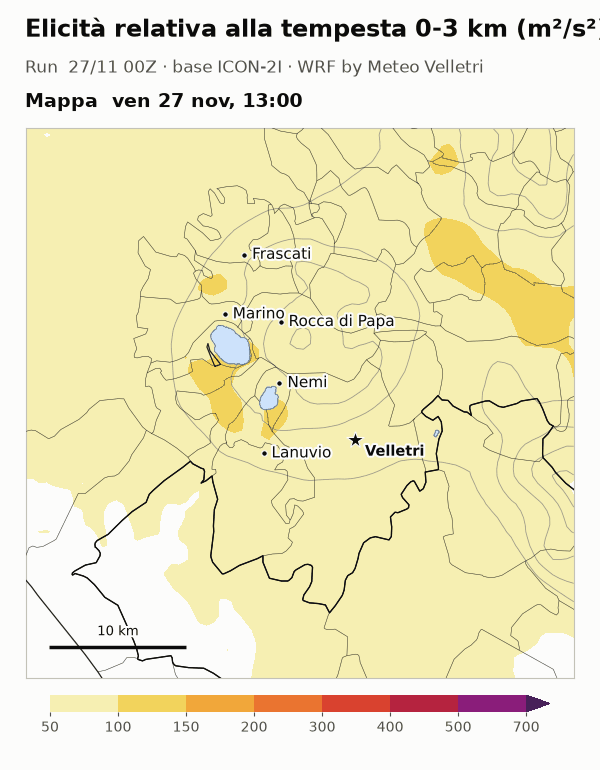 Elicità relativa alla tempesta 0-3 km (m²/s²)
Run 27/11 00Z · base ICON-2I · WRF by Meteo Velletri
Mappa ven 27 nov, 13:00
Frascati
Marino
Rocca di Papa
Nemi
Velletri
Lanuvio
10 km
50 100 150 200 300 400 500 700